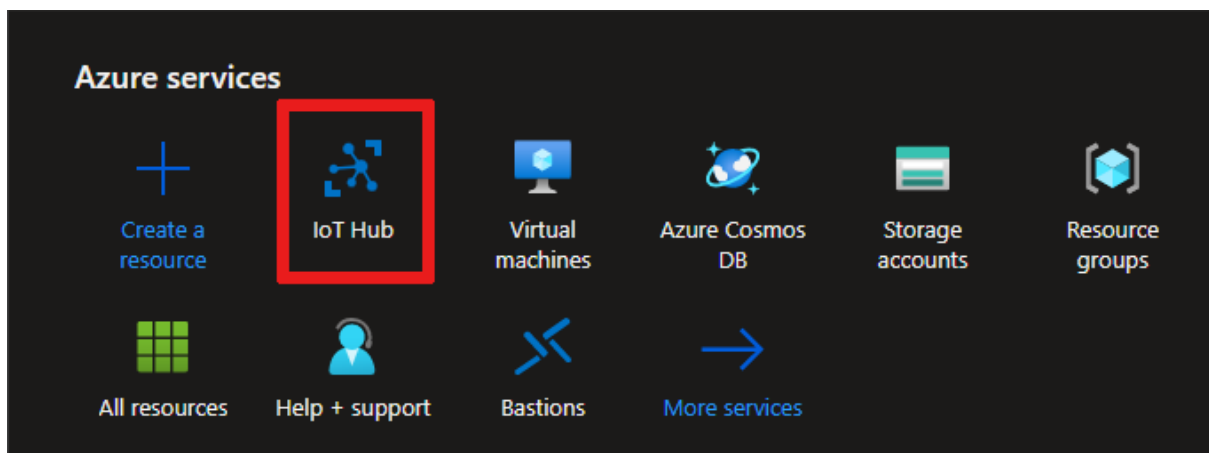 Azure services
Create a
resource
IoT Hub
Virtual
machines
Azure Cosmos
DB
Storage
accounts
Resource
groups
All resources
Help + support
Bastions
More services